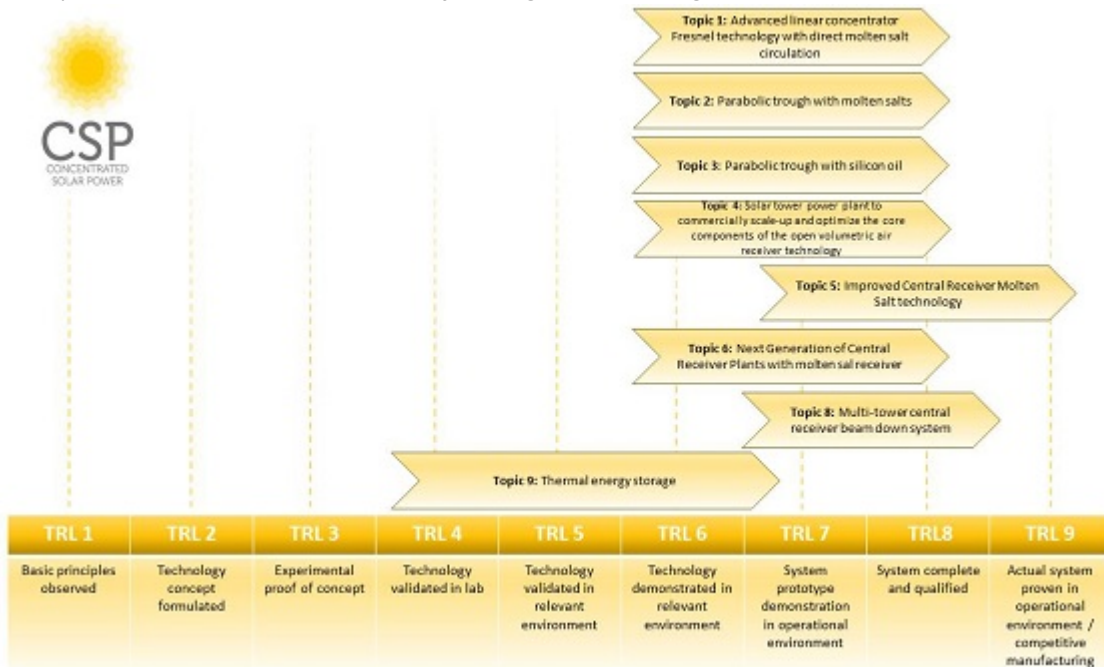 Topic 1: Advanced linear concentrator
Fresnel technology with direct molten salt
circulation
CSP
CONCENTRATED
SOLAR POWER
Topic 2: Parabolic trough with molten salts
Topic 3: Parabolic trough with silicon oil
Topic 4: Solar tower power plant to
commercially scale-up and optimize the core
components of the open volumetric air
receiver technology
Topic 5: Improved Central Receiver Molten
Salt technology
Topic 6: Next Generation of Central
Receiver Plants with molten sal receiver
Topic 8: Multi-tower central
receiver beam down system
Topic 9: Thermal energy storage
TRL 1
TRL 2
TRL 3
TRL 4
TRL 5
TRL 6
TRL 7
TRL8
TRL 9
Basic principles
observed
Technology
concept
formulated
Experimental
proof of concept
Technology
validated in lab
Technology
validated in
relevant
environment
Technology
demonstrated in
relevant
environment
System
prototype
demonstration
in operational
environment
System complete
and qualified
Actual system
proven in
operational
environment /
competitive
manufacturing